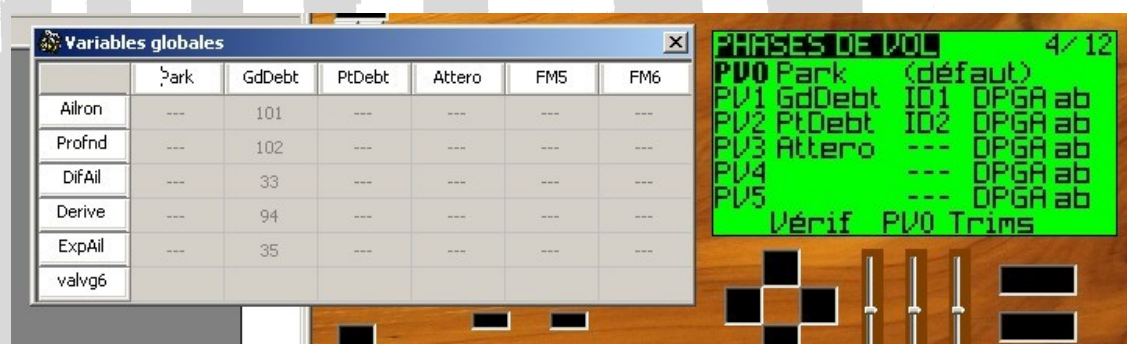 Variables globales
Park GdDebt PtDebt Attero FM5 FM6
Ailron --- 101 --- --- --- ---
Profnd --- 102 --- --- --- ---
DifAil --- 33 --- --- --- ---
Derive --- 94 --- --- --- ---
ExpAil --- 35 --- --- --- ---
valvg6
PHASES DE VOL 4/12
PV0 Park (défaut)
PV1 GdDebt ID1 DPGA ab
PV2 PtDebt ID2 DPGA ab
PV3 Attero --- DPGA ab
PV4 --- DPGA ab
PV5 --- DPGA ab
Vérif PV0 Trims